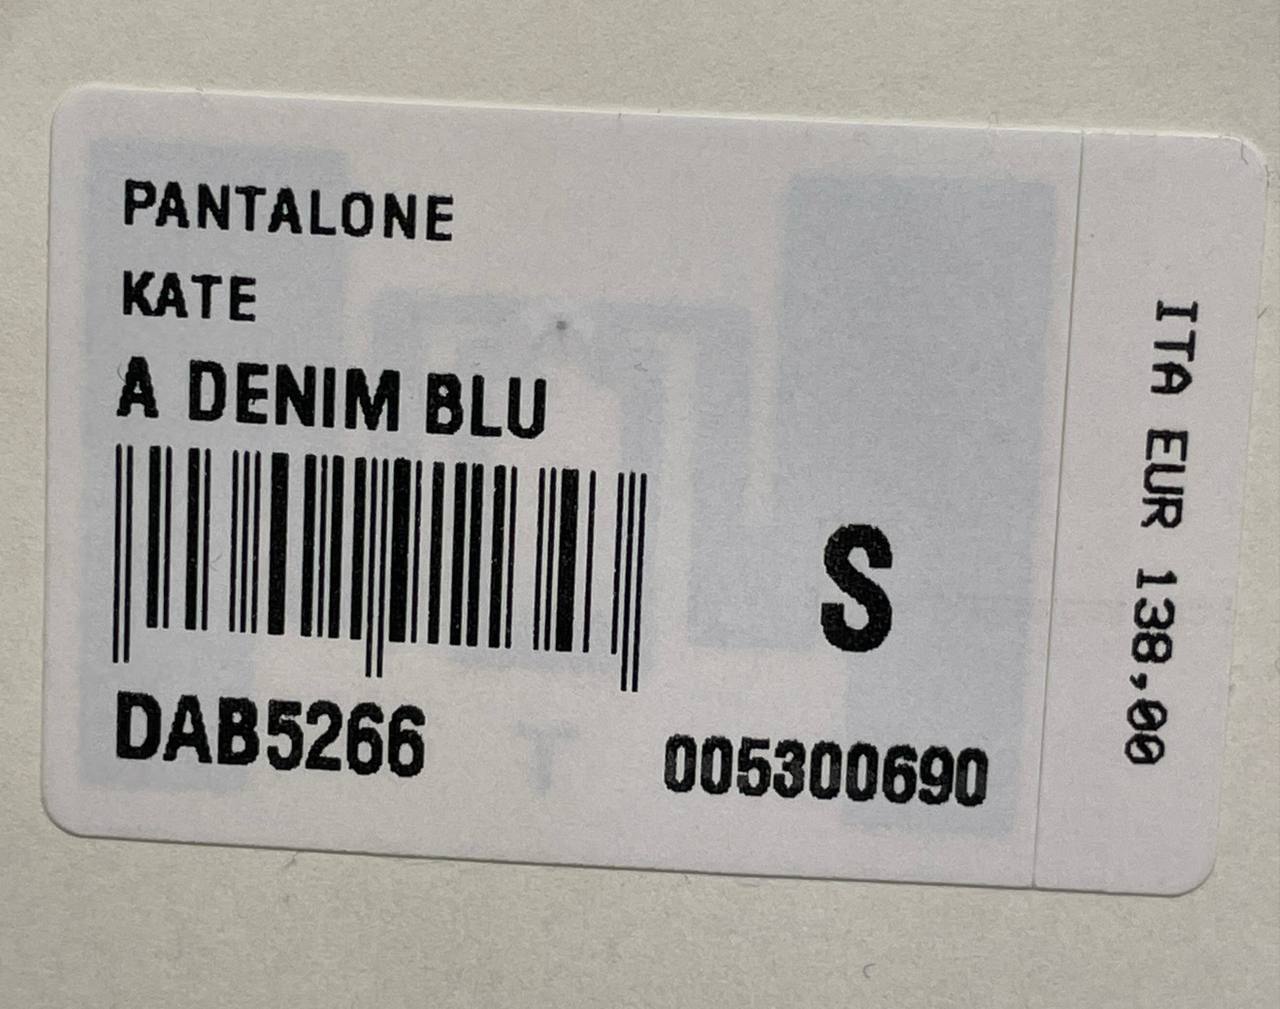 PANTALONE
KATE
A DENIM BLU
S
DAB5266
005300690
ITA EUR 138,00
T